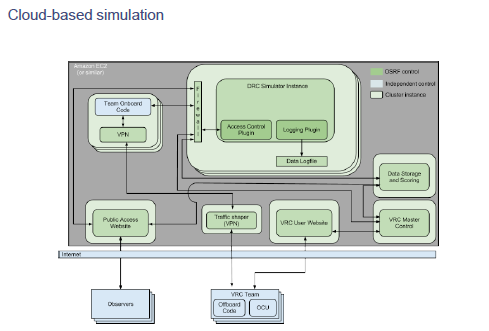 Cloud-based simulation
Amazon EC2
(or similar)
OSRF control
Independent control
Cluster instance
Firewall
DRC Simulator Instance
Team Onboard
Code
VPN
Access Control
Plugin
Logging Plugin
Data Logfile
Data Storage
and Scoring
Public Access
Website
Traffic shaper
(VPN)
VRC User Website
VRC Master
Control
Internet
Observers
VRC Team
Offboard
Code
OCU